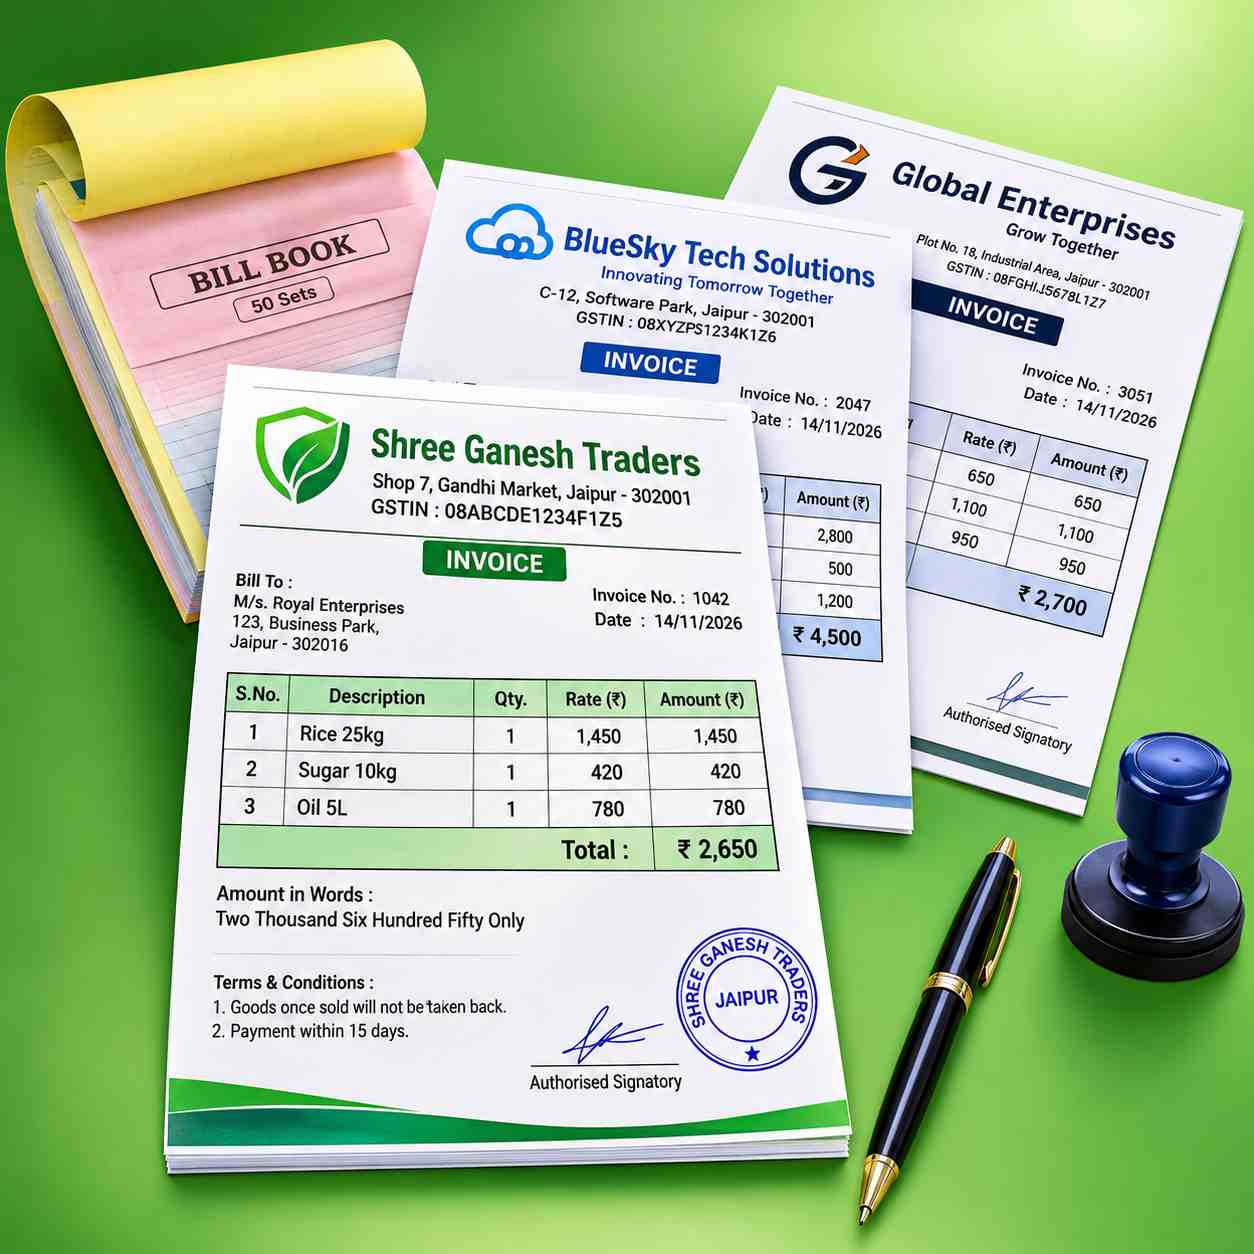 BILL BOOK
50 Sets
BlueSky Tech Solutions
Innovating Tomorrow Together
C-12, Software Park, Jaipur - 302001
GSTIN : 08XYZPS1234K1Z6
INVOICE
Invoice No. : 2047
Date : 14/11/2026
Amount (₹)
2,800
500
1,200
₹ 4,500
Global Enterprises
Grow Together
Plot No. 18, Industrial Area, Jaipur - 302001
GSTIN : 08FGHIJ5678L1Z7
INVOICE
Invoice No. : 3051
Date : 14/11/2026
Rate (₹) Amount (₹)
650 650
1,100 1,100
950 950
₹ 2,700
Authorised Signatory
Shree Ganesh Traders
Shop 7, Gandhi Market, Jaipur - 302001
GSTIN : 08ABCDE1234F1Z5
INVOICE
Bill To :
M/s. Royal Enterprises
123, Business Park,
Jaipur - 302016
Invoice No. : 1042
Date : 14/11/2026
S.No. Description Qty. Rate (₹) Amount (₹)
1 Rice 25kg 1 1,450 1,450
2 Sugar 10kg 1 420 420
3 Oil 5L 1 780 780
Total : ₹ 2,650
Amount in Words :
Two Thousand Six Hundred Fifty Only
Terms & Conditions :
1. Goods once sold will not be taken back.
2. Payment within 15 days.
Authorised Signatory
SHREE GANESH TRADERS
JAIPUR